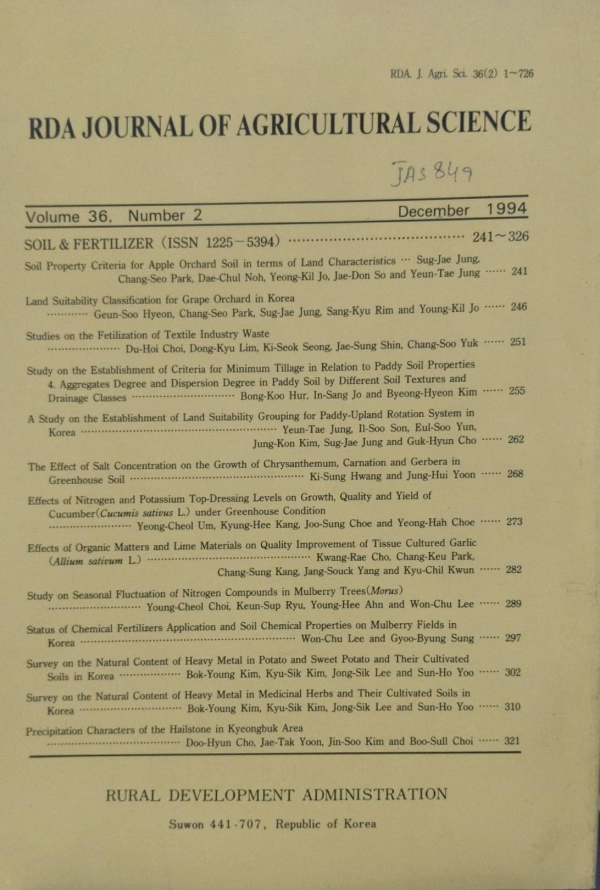 RDA. J. Agri. Sci. 36(2) 1~726
RDA JOURNAL OF AGRICULTURAL SCIENCE
JAS 849
Volume 36, Number 2 December 1994
SOIL & FERTILIZER (ISSN 1225-5394) ·································· 241~326
Soil Property Criteria for Apple Orchard Soil in terms of Land Characteristics ··· Sug-Jae Jung,
Chang-Seo Park, Dae-Chul Noh, Yeong-Kil Jo, Jae-Don So and Yeun-Tae Jung ······ 241
Land Suitability Classification for Grape Orchard in Korea
············ Geun-Soo Hyeon, Chang-Seo Park, Sug-Jae Jung, Sang-Kyu Rim and Young-Kil Jo ······ 246
Studies on the Fetilization of Textile Industry Waste
····················· Du-Hoi Choi, Dong-Kyu Lim, Ki-Seok Seong, Jae-Sung Shin, Chang-Soo Yuk ······ 251
Study on the Establishment of Criteria for Minimum Tillage in Relation to Paddy Soil Properties
4. Aggregates Degree and Dispersion Degree in Paddy Soil by Different Soil Textures and
Drainage Classes ····························· Bong-Koo Hur, In-Sang Jo and Byeong-Hyeon Kim ······ 255
A Study on the Establishment of Land Suitability Grouping for Paddy-Upland Rotation System in
Korea ························································ Yeun-Tae Jung, Il-Soo Son, Eul-Soo Yun,
Jung-Kon Kim, Sug-Jae Jung and Guk-Hyun Cho ······ 262
The Effect of Salt Concentration on the Growth of Chrysanthemum, Carnation and Gerbera in
Greenhouse Soil ················································· Ki-Sung Hwang and Jung-Hui Yoon ······ 268
Effects of Nitrogen and Potassium Top-Dressing Levels on Growth, Quality and Yield of
Cucumber(Cucumis sativus L.) under Greenhouse Condition
······················· Yeong-Cheol Um, Kyung-Hee Kang, Joo-Sung Choe and Yeong-Hah Choe ······ 273
Effects of Organic Matters and Lime Materials on Quality Improvement of Tissue Cultured Garlic
(Allium sativum L.) ·············································· Kwang-Rae Cho, Chang-Keu Park,
Chang-Sung Kang, Jang-Souck Yang and Kyu-Chil Kwun ······ 282
Study on Seasonal Fluctuation of Nitrogen Compounds in Mulberry Trees(Morus)
·························· Young-Cheol Choi, Keun-Sup Ryu, Young-Hee Ahn and Won-Chu Lee ······ 289
Status of Chemical Fertilizers Application and Soil Chemical Properties on Mulberry Fields in
Korea ····························································· Won-Chu Lee and Gyoo-Byung Sung ······ 297
Survey on the Natural Content of Heavy Metal in Potato and Sweet Potato and Their Cultivated
Soils in Korea ················· Bok-Young Kim, Kyu-Sik Kim, Jong-Sik Lee and Sun-Ho Yoo ······ 302
Survey on the Natural Content of Heavy Metal in Medicinal Herbs and Their Cultivated Soils in
Korea ····························· Bok-Young Kim, Kyu-Sik Kim, Jong-Sik Lee and Sun-Ho Yoo ······ 310
Precipitation Characters of the Hailstone in Kyeongbuk Area
······································ Doo-Hyun Cho, Jae-Tak Yoon, Jin-Soo Kim and Boo-Sull Choi ······ 321
RURAL DEVELOPMENT ADMINISTRATION
Suwon 441-707, Republic of Korea